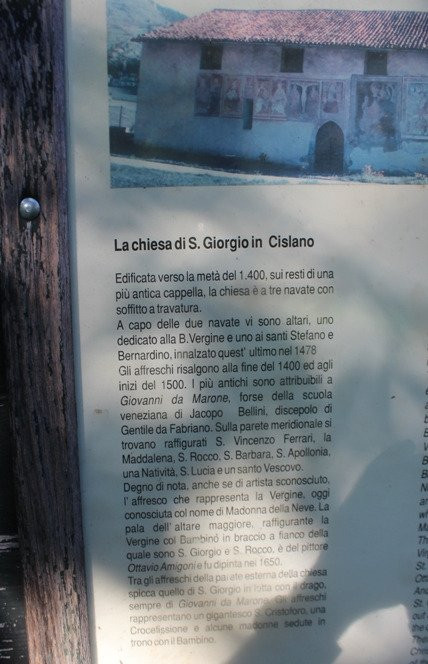 La chiesa di S. Giorgio in Cislano
Edificata verso la metà del 1.400, sui resti di una
più antica cappella, la chiesa è a tre navate con
soffitto a travatura.
A capo delle due navate vi sono altari, uno
dedicato alla B.Vergine e uno ai santi Stefano e
Bernardino, innalzato quest' ultimo nel 1478
Gli affreschi risalgono alla fine del 1400 ed agli
inizi del 1500. I più antichi sono attribuibili a
Giovanni da Marone, forse della scuola
veneziana di Jacopo Bellini, discepolo di
Gentile da Fabriano. Sulla parete meridionale si
trovano raffigurati S. Vincenzo Ferrari, la
Maddalena, S. Rocco, S. Barbara, S. Apollonia,
una Natività, S. Lucia e un santo Vescovo.
Degno di nota, anche se di artista sconosciuto,
l' affresco che rappresenta la Vergine, oggi
conosciuta col nome di Madonna della Neve. La
pala dell' altare maggiore, raffigurante la
Vergine col Bambino in braccio a fianco della
quale sono S. Giorgio e S. Rocco, è del pittore
Ottavio Amigoni e fu dipinta nel 1650.
Tra gli affreschi della parete esterna della chiesa
spicca quello di S. Giorgio in lotta con il drago,
sempre di Giovanni da Marone. Gli affreschi
rappresentano un gigantesco S. Cristoforo, una
Crocefissione e alcune madonne sedute in
trono con il Bambino.